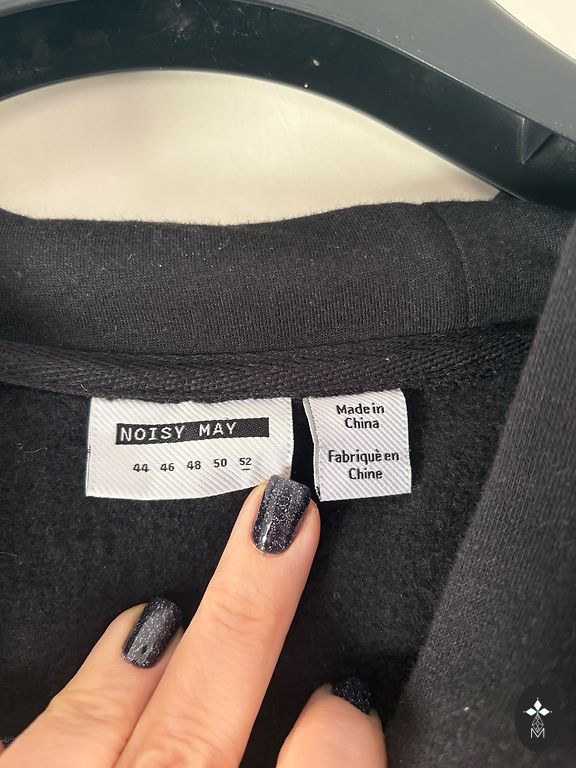 NOISY MAY
44 46 48 50 52
Made in
China
Fabriqué en
Chine
M